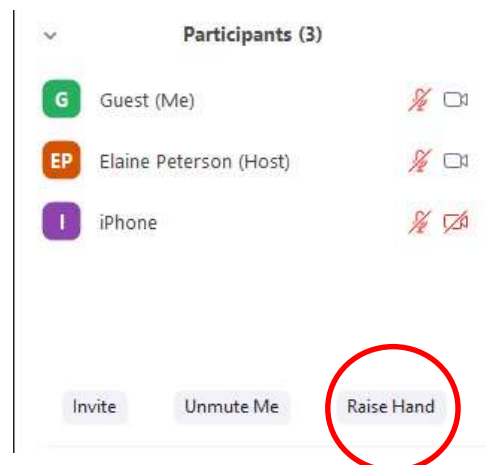 Participants (3)
G Guest (Me)
EP Elaine Peterson (Host)
I iPhone
Invite Unmute Me Raise Hand